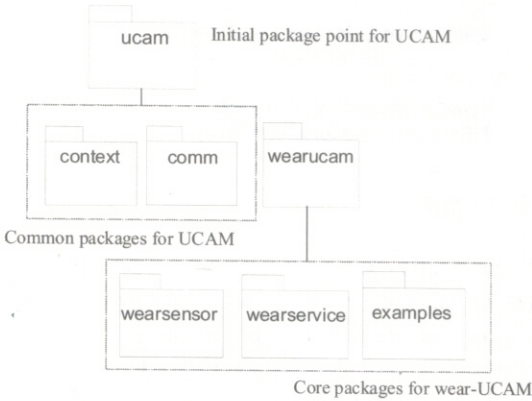 ucam
Initial package point for UCAM
context
comm
wearucam
Common packages for UCAM
wearsensor
wearservice
examples
Core packages for wear-UCAM